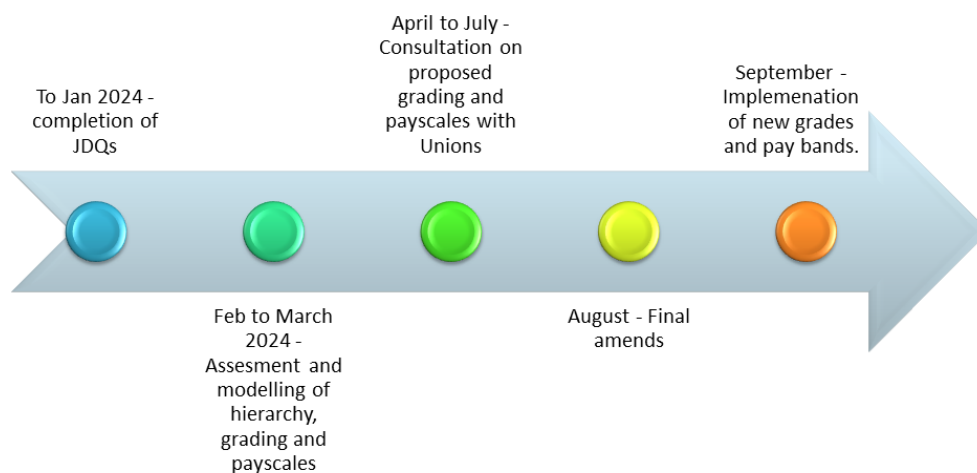 To Jan 2024 -
completion of
JDQs
Feb to March
2024 -
Assesment and
modelling of
hierarchy,
grading and
payscales
April to July -
Consultation on
proposed
grading and
payscales with
Unions
August - Final
amends
September -
Implemenation
of new grades
and pay bands.